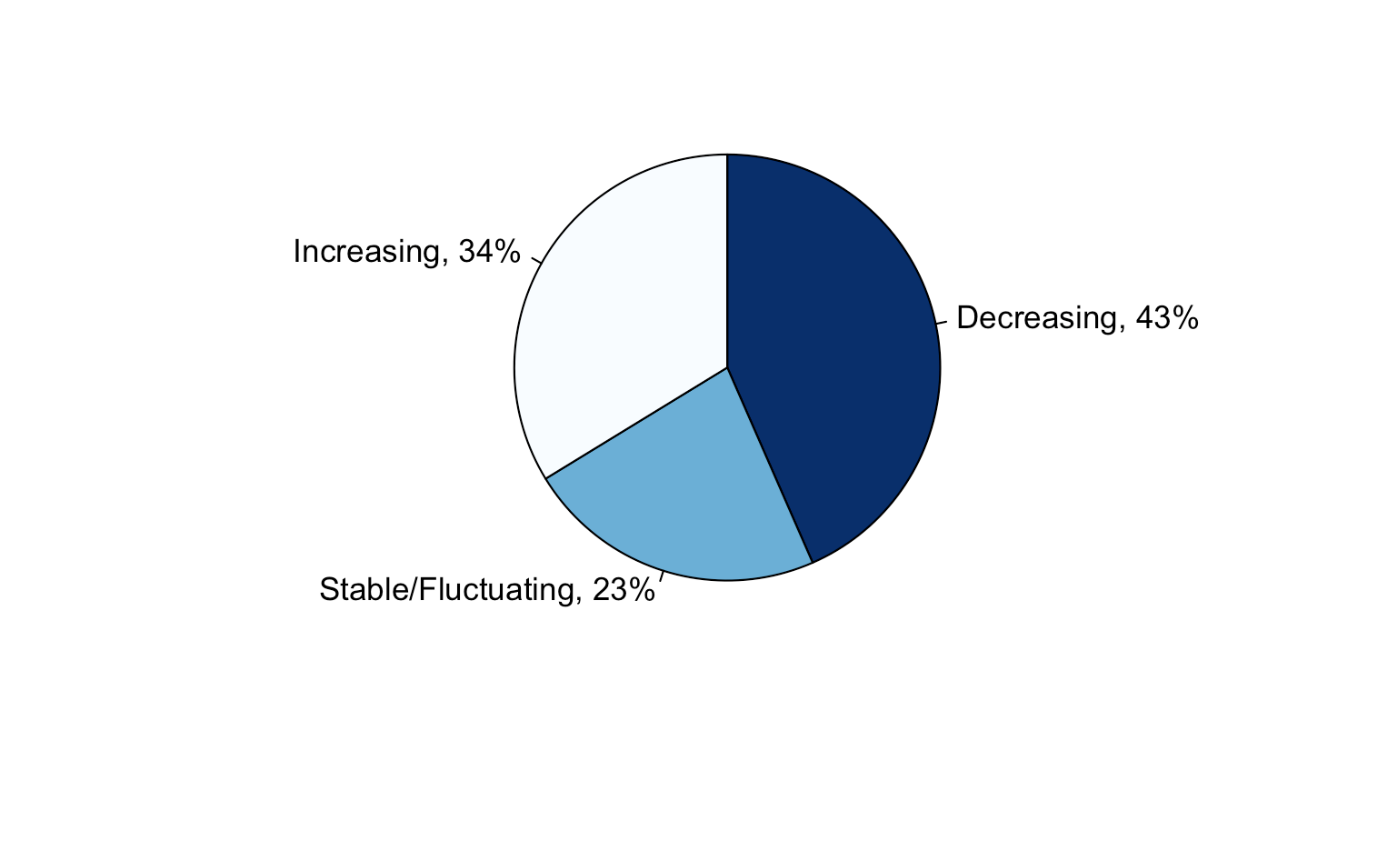 Increasing, 34%
Decreasing, 43%
Stable/Fluctuating, 23%